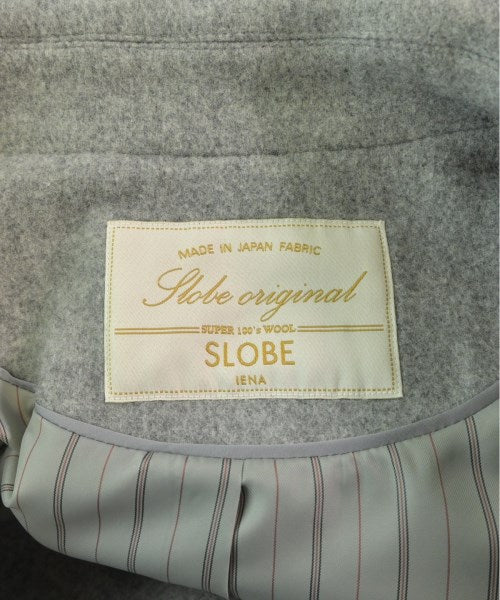 MADE IN JAPAN FABRIC
Slobe original
SUPER 100's WOOL
SLOBE
IENA